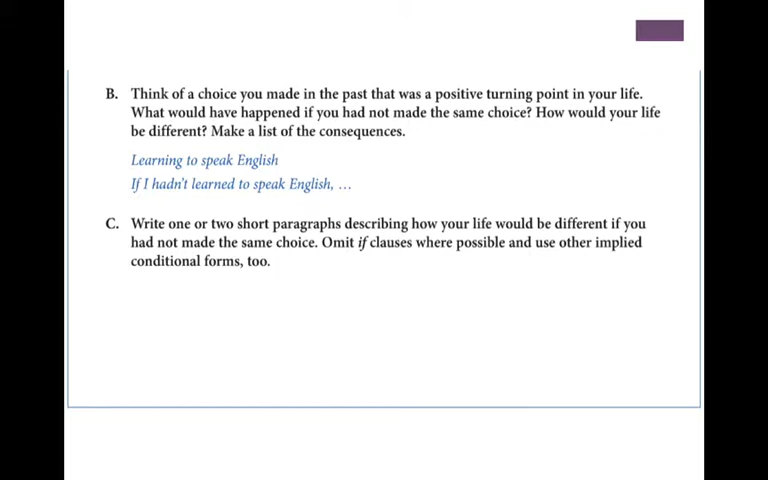 B. Think of a choice you made in the past that was a positive turning point in your life.
What would have happened if you had not made the same choice? How would your life
be different? Make a list of the consequences.
Learning to speak English
If I hadn't learned to speak English, …
C. Write one or two short paragraphs describing how your life would be different if you
had not made the same choice. Omit if clauses where possible and use other implied
conditional forms, too.